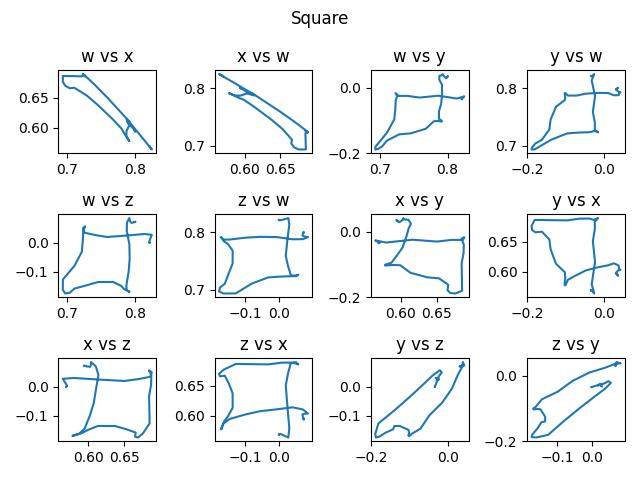 Square
w vs x
x vs w
w vs y
y vs w
0.65
0.60
0.7 0.8
0.8
0.7
0.60 0.65
0.0
−0.2
0.7 0.8
0.8
0.7
−0.2 0.0
w vs z
z vs w
x vs y
y vs x
0.0
−0.1
0.7 0.8
0.8
0.7
−0.1 0.0
0.0
−0.2
0.60 0.65
0.65
0.60
−0.2 0.0
x vs z
z vs x
y vs z
z vs y
0.0
−0.1
0.60 0.65
0.65
0.60
−0.1 0.0
0.0
−0.1
−0.2 0.0
0.0
−0.2
−0.1 0.0